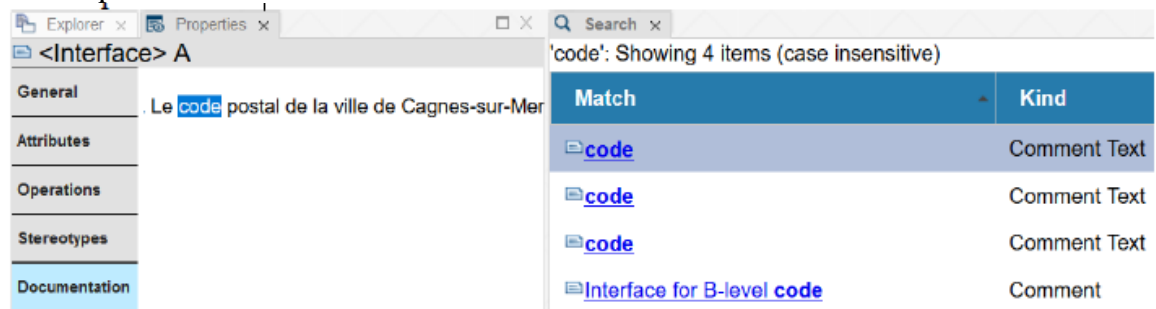 Explorer
Properties
<Interface> A
General
Attributes
Operations
Stereotypes
Documentation
. Le code postal de la ville de Cagnes-sur-Mer
Search
'code': Showing 4 items (case insensitive)
Match Kind
code Comment Text
code Comment Text
code Comment Text
Interface for B-level code Comment